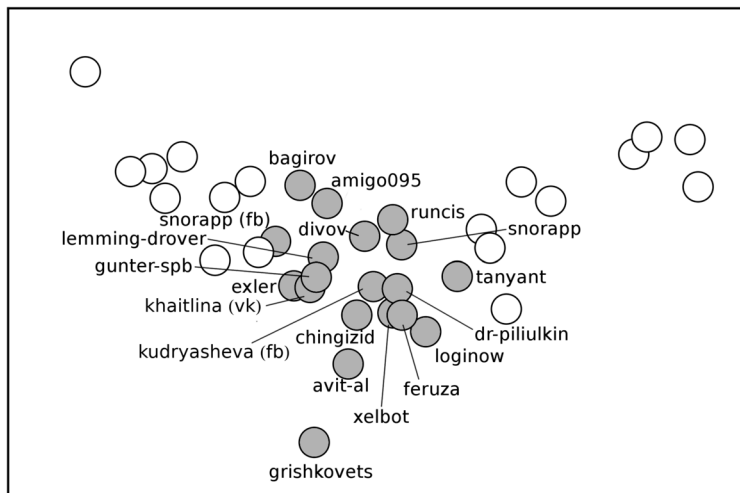 bagirov
amigo095
snorapp (fb)
runcis
divov
snorapp
lemming-drover
gunter-spb
tanyant
exler
khaitlina (vk)
dr-piliulkin
chingizid
kudryasheva (fb)
loginow
avit-al
feruza
xelbot
grishkovets